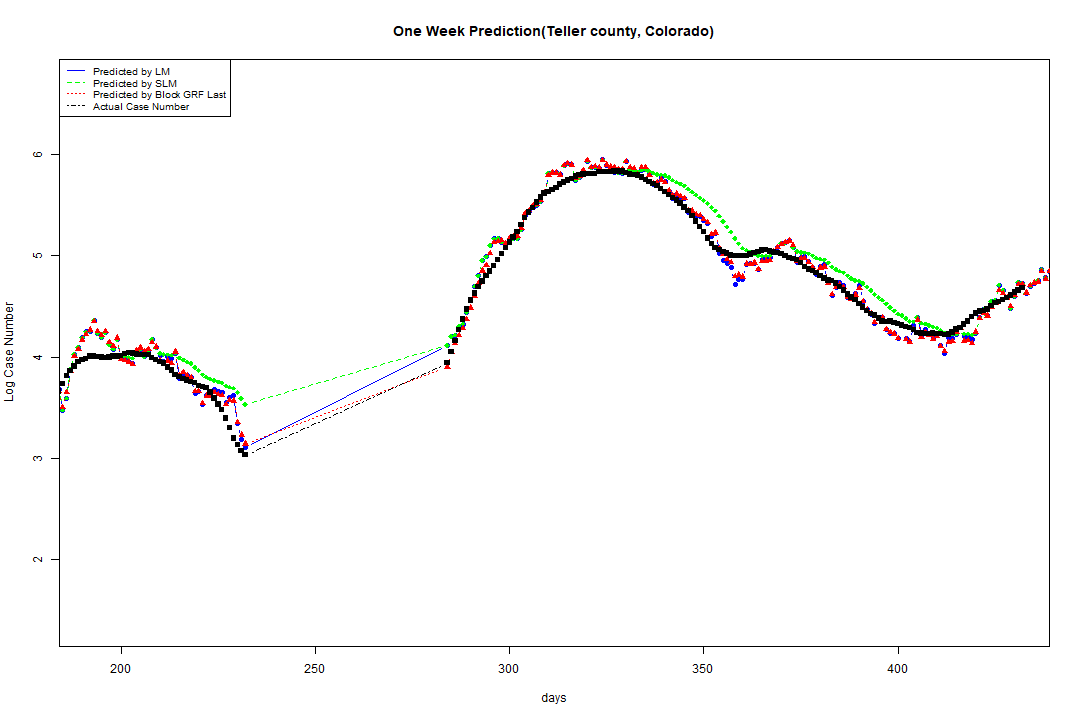 One Week Prediction(Teller county, Colorado)
Predicted by LM
Predicted by SLM
Predicted by Block GRF Last
Actual Case Number
6
5
4
3
2
Log Case Number
200
250
300
350
400
days